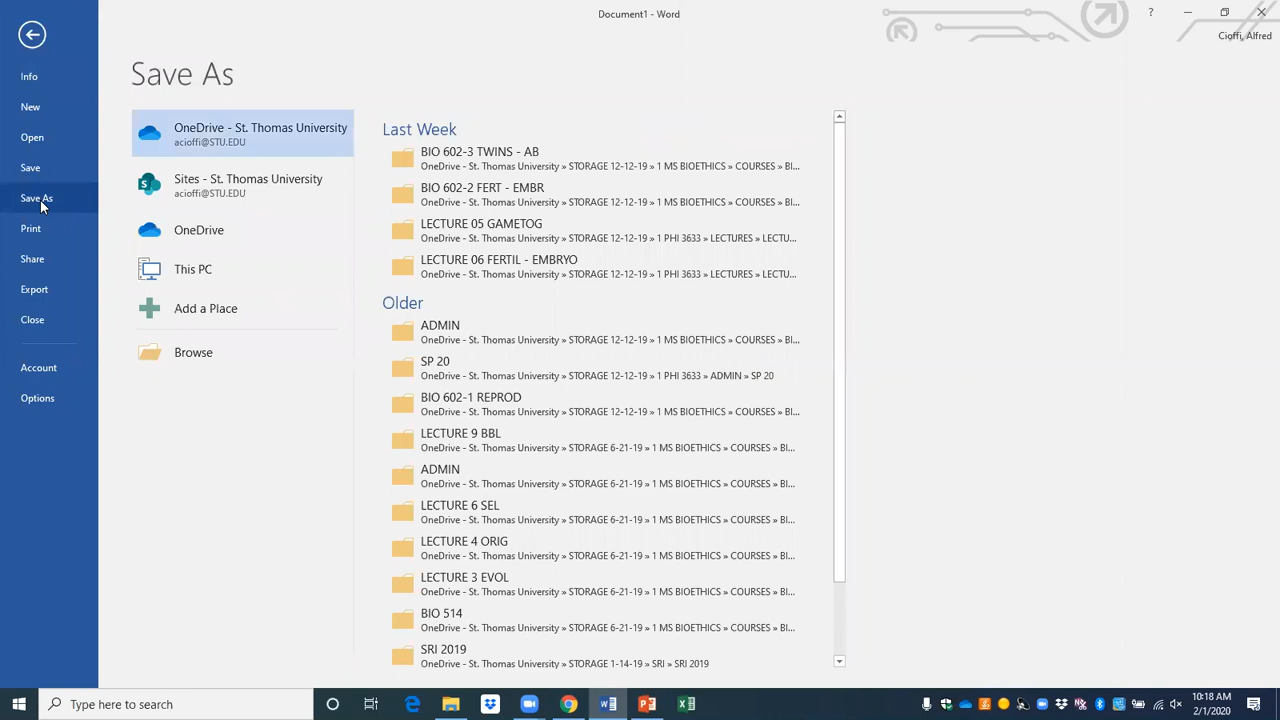 Document1 - Word
?
Cioffi, Alfred
Info
New
Open
Save
Save As
Print
Share
Export
Close
Account
Options
Save As
OneDrive - St. Thomas University
acioffi@STU.EDU
Sites - St. Thomas University
acioffi@STU.EDU
OneDrive
This PC
Add a Place
Browse
Last Week
BIO 602-3 TWINS - AB
OneDrive - St. Thomas University » STORAGE 12-12-19 » 1 MS BIOETHICS » COURSES » BI...
BIO 602-2 FERT - EMBR
OneDrive - St. Thomas University » STORAGE 12-12-19 » 1 MS BIOETHICS » COURSES » BI...
LECTURE 05 GAMETOG
OneDrive - St. Thomas University » STORAGE 12-12-19 » 1 PHI 3633 » LECTURES » LECTU...
LECTURE 06 FERTIL - EMBRYO
OneDrive - St. Thomas University » STORAGE 12-12-19 » 1 PHI 3633 » LECTURES » LECTU...
Older
ADMIN
OneDrive - St. Thomas University » STORAGE 12-12-19 » 1 MS BIOETHICS » COURSES » BI...
SP 20
OneDrive - St. Thomas University » STORAGE 12-12-19 » 1 PHI 3633 » ADMIN » SP 20
BIO 602-1 REPROD
OneDrive - St. Thomas University » STORAGE 12-12-19 » 1 MS BIOETHICS » COURSES » BI...
LECTURE 9 BBL
OneDrive - St. Thomas University » STORAGE 6-21-19 » 1 MS BIOETHICS » COURSES » BI...
ADMIN
OneDrive - St. Thomas University » STORAGE 6-21-19 » 1 MS BIOETHICS » COURSES » BI...
LECTURE 6 SEL
OneDrive - St. Thomas University » STORAGE 6-21-19 » 1 MS BIOETHICS » COURSES » BI...
LECTURE 4 ORIG
OneDrive - St. Thomas University » STORAGE 6-21-19 » 1 MS BIOETHICS » COURSES » BI...
LECTURE 3 EVOL
OneDrive - St. Thomas University » STORAGE 6-21-19 » 1 MS BIOETHICS » COURSES » BI...
BIO 514
OneDrive - St. Thomas University » STORAGE 6-21-19 » 1 MS BIOETHICS » COURSES » BI...
SRI 2019
OneDrive - St. Thomas University » STORAGE 1-14-19 » SRI » SRI 2019
Type here to search
10:18 AM
2/1/2020